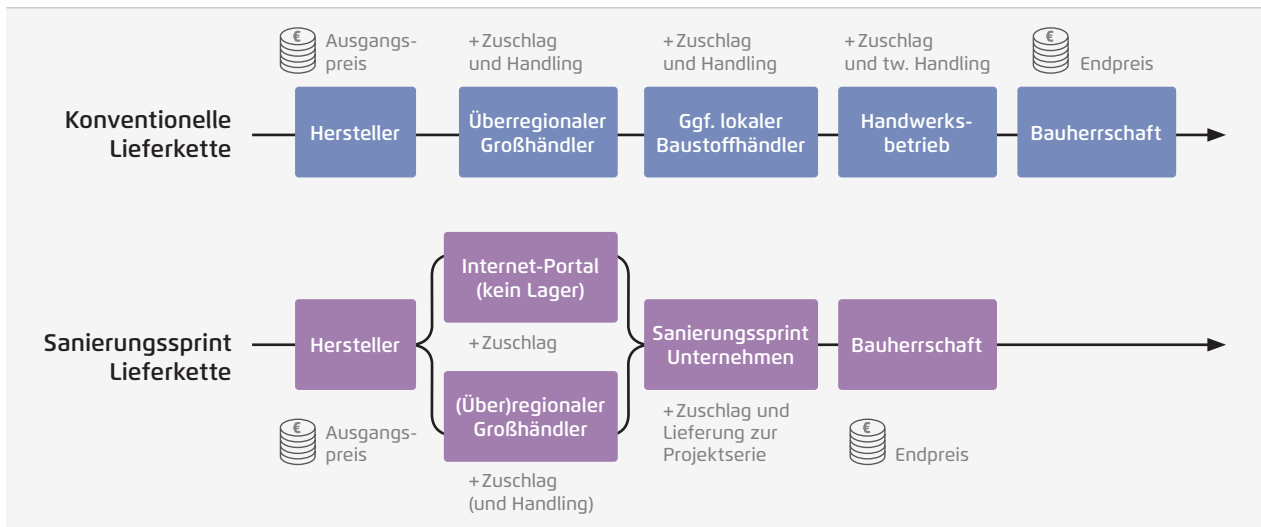 €
Ausgangs-
preis
+ Zuschlag
und Handling
+ Zuschlag
und Handling
+ Zuschlag
und tw. Handling
€
Endpreis
Konventionelle
Lieferkette
Hersteller
Überregionaler
Großhändler
Ggf. lokaler
Baustoffhändler
Handwerks-
betrieb
Bauherrschaft
Sanierungssprint
Lieferkette
Hersteller
€
Ausgangs-
preis
Internet-Portal
(kein Lager)
+ Zuschlag
(Über)regionaler
Großhändler
+ Zuschlag
(und Handling)
Sanierungssprint
Unternehmen
+ Zuschlag und
Lieferung zur
Projektserie
Bauherrschaft
€
Endpreis